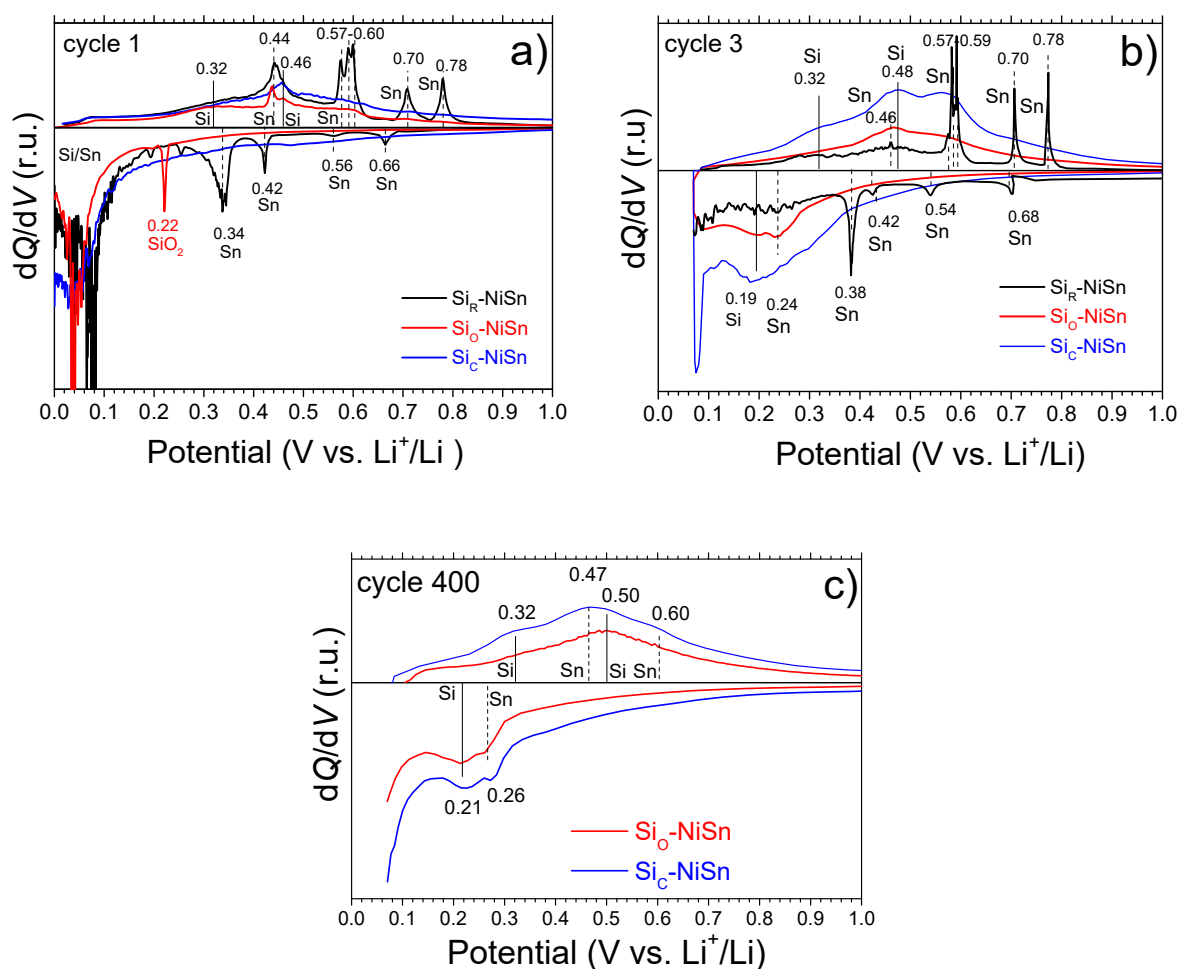 cycle 1
a)
0.44
0.57-0.60
0.32
0.46
0.70
0.78
Sn
Sn
Si
Sn
Si
Sn
Si/Sn
0.22
SiO₂
0.34
Sn
0.42
Sn
0.56
Sn
0.66
Sn
Si_R-NiSn
Si_O-NiSn
Si_C-NiSn
dQ/dV (r.u.)
0.0 0.1 0.2 0.3 0.4 0.5 0.6 0.7 0.8 0.9 1.0
Potential (V vs. Li⁺/Li )
cycle 3
b)
0.57
0.59
0.78
Si
0.32
Si
0.48
Sn
0.70
Sn
0.46
Sn
Sn
0.19
Si
0.24
Sn
0.38
Sn
0.42
Sn
0.54
Sn
0.68
Sn
Si_R-NiSn
Si_O-NiSn
Si_C-NiSn
dQ/dV (r.u.)
0.0 0.1 0.2 0.3 0.4 0.5 0.6 0.7 0.8 0.9 1.0
Potential (V vs. Li⁺/Li)
cycle 400
c)
0.47
0.50
0.32
0.60
Si
Sn
Si
Sn
Si
Sn
0.21
0.26
Si_O-NiSn
Si_C-NiSn
dQ/dV (r.u.)
0.0 0.1 0.2 0.3 0.4 0.5 0.6 0.7 0.8 0.9 1.0
Potential (V vs. Li⁺/Li)